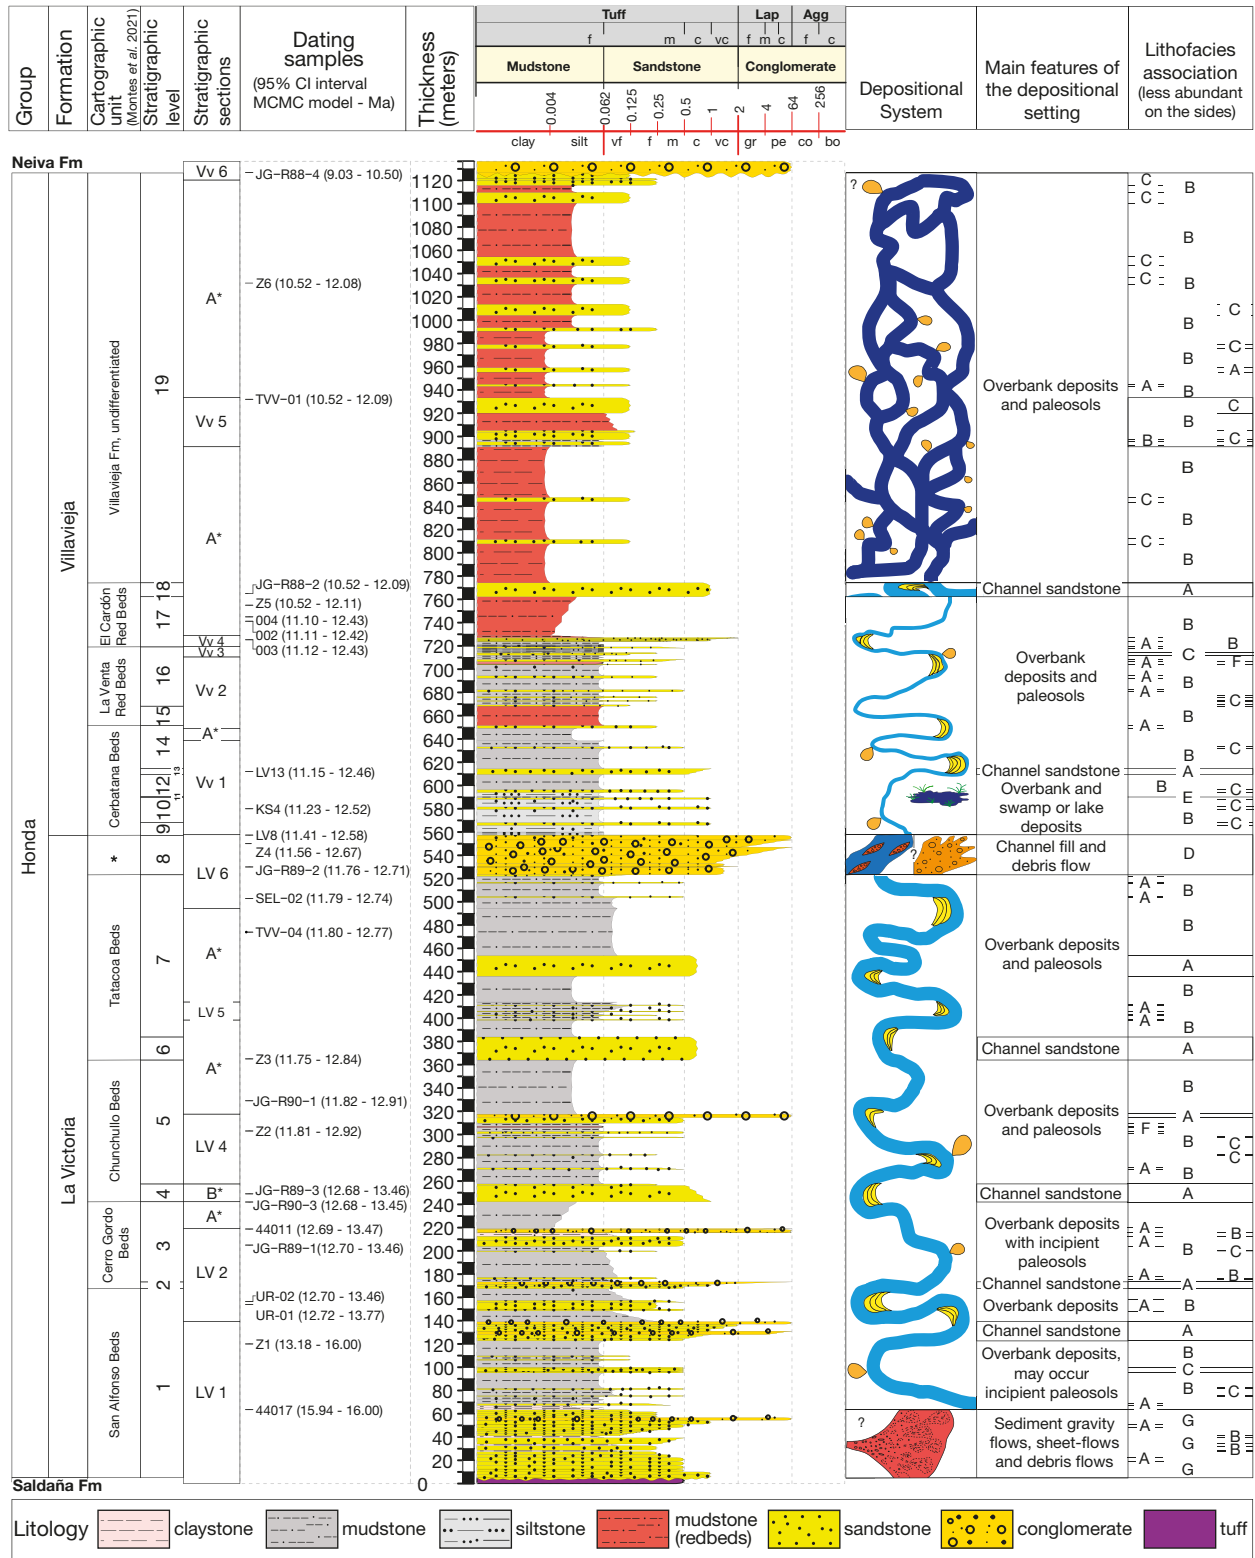 Group
Formation
Cartographic
unit
(Montes et al. 2021)
Stratigraphic
level
Stratigraphic
sections
Dating
samples
(95% CI interval
MCMC model - Ma)
Thickness
(meters)
Tuff
Lap
Agg
f
m
c
vc
f
m
c
f
c
Mudstone
Sandstone
Conglomerate
0.004
0.062
0.125
0.25
0.5
1
2
4
64
256
clay
silt
vf
f
m
c
vc
gr
pe
co
bo
Depositional
System
Main features of
the depositional
setting
Lithofacies
association
(less abundant
on the sides)
Neiva Fm
Honda
Villavieja
La Victoria
Villavieja Fm, undifferentiated
El Cardón
Red Beds
La Venta
Red Beds
Cerbatana Beds
*
Tatacoa Beds
Chunchullo Beds
Cerro Gordo
Beds
San Alfonso Beds
19
18
17
16
15
14
13
12
11
10
9
8
7
6
5
4
3
2
1
Vv 6
A*
Vv 5
A*
Vv 4
Vv 3
Vv 2
A*
Vv 1
LV 6
A*
LV 5
A*
LV 4
B*
A*
LV 2
LV 1
JG-R88-4 (9.03 - 10.50)
Z6 (10.52 - 12.08)
TVV-01 (10.52 - 12.09)
JG-R88-2 (10.52 - 12.09)
Z5 (10.52 - 12.11)
004 (11.10 - 12.43)
002 (11.11 - 12.42)
003 (11.12 - 12.43)
LV13 (11.15 - 12.46)
KS4 (11.23 - 12.52)
LV8 (11.41 - 12.58)
Z4 (11.56 - 12.67)
JG-R89-2 (11.76 - 12.71)
SEL-02 (11.79 - 12.74)
TVV-04 (11.80 - 12.77)
Z3 (11.75 - 12.84)
JG-R90-1 (11.82 - 12.91)
Z2 (11.81 - 12.92)
JG-R89-3 (12.68 - 13.46)
JG-R90-3 (12.68 - 13.45)
44011 (12.69 - 13.47)
JG-R89-1(12.70 - 13.46)
UR-02 (12.70 - 13.46)
UR-01 (12.72 - 13.77)
Z1 (13.18 - 16.00)
44017 (15.94 - 16.00)
1120
1100
1080
1060
1040
1020
1000
980
960
940
920
900
880
860
840
820
800
780
760
740
720
700
680
660
640
620
600
580
560
540
520
500
480
460
440
420
400
380
360
340
320
300
280
260
240
220
200
180
160
140
120
100
80
60
40
20
0
?
?
?
Overbank deposits
and paleosols
Channel sandstone
Overbank
deposits and
paleosols
Channel sandstone
Overbank and
swamp or lake
deposits
Channel fill and
debris flow
Overbank deposits
and paleosols
Channel sandstone
Overbank deposits
and paleosols
Channel sandstone
Overbank deposits
with incipient
paleosols
Channel sandstone
Overbank deposits
Channel sandstone
Overbank deposits,
may occur
incipient paleosols
Sediment gravity
flows, sheet-flows
and debris flows
C
B
C
B
C
C
B
C
B
C
B
A
A
B
C
B
B
C
B
C
B
C
B
A
B
A
B
C
A
F
A
B
A
C
B
A
C
B
A
B
C
E
C
B
C
D
A
B
A
B
A
B
A
A
B
A
B
A
F
B
C
C
A
B
A
A
B
A
B
C
A
B
A
A
B
A
B
C
B
C
A
G
A
B
G
B
A
G
Saldaña Fm
Litology
claystone
mudstone
siltstone
mudstone
(redbeds)
sandstone
conglomerate
tuff